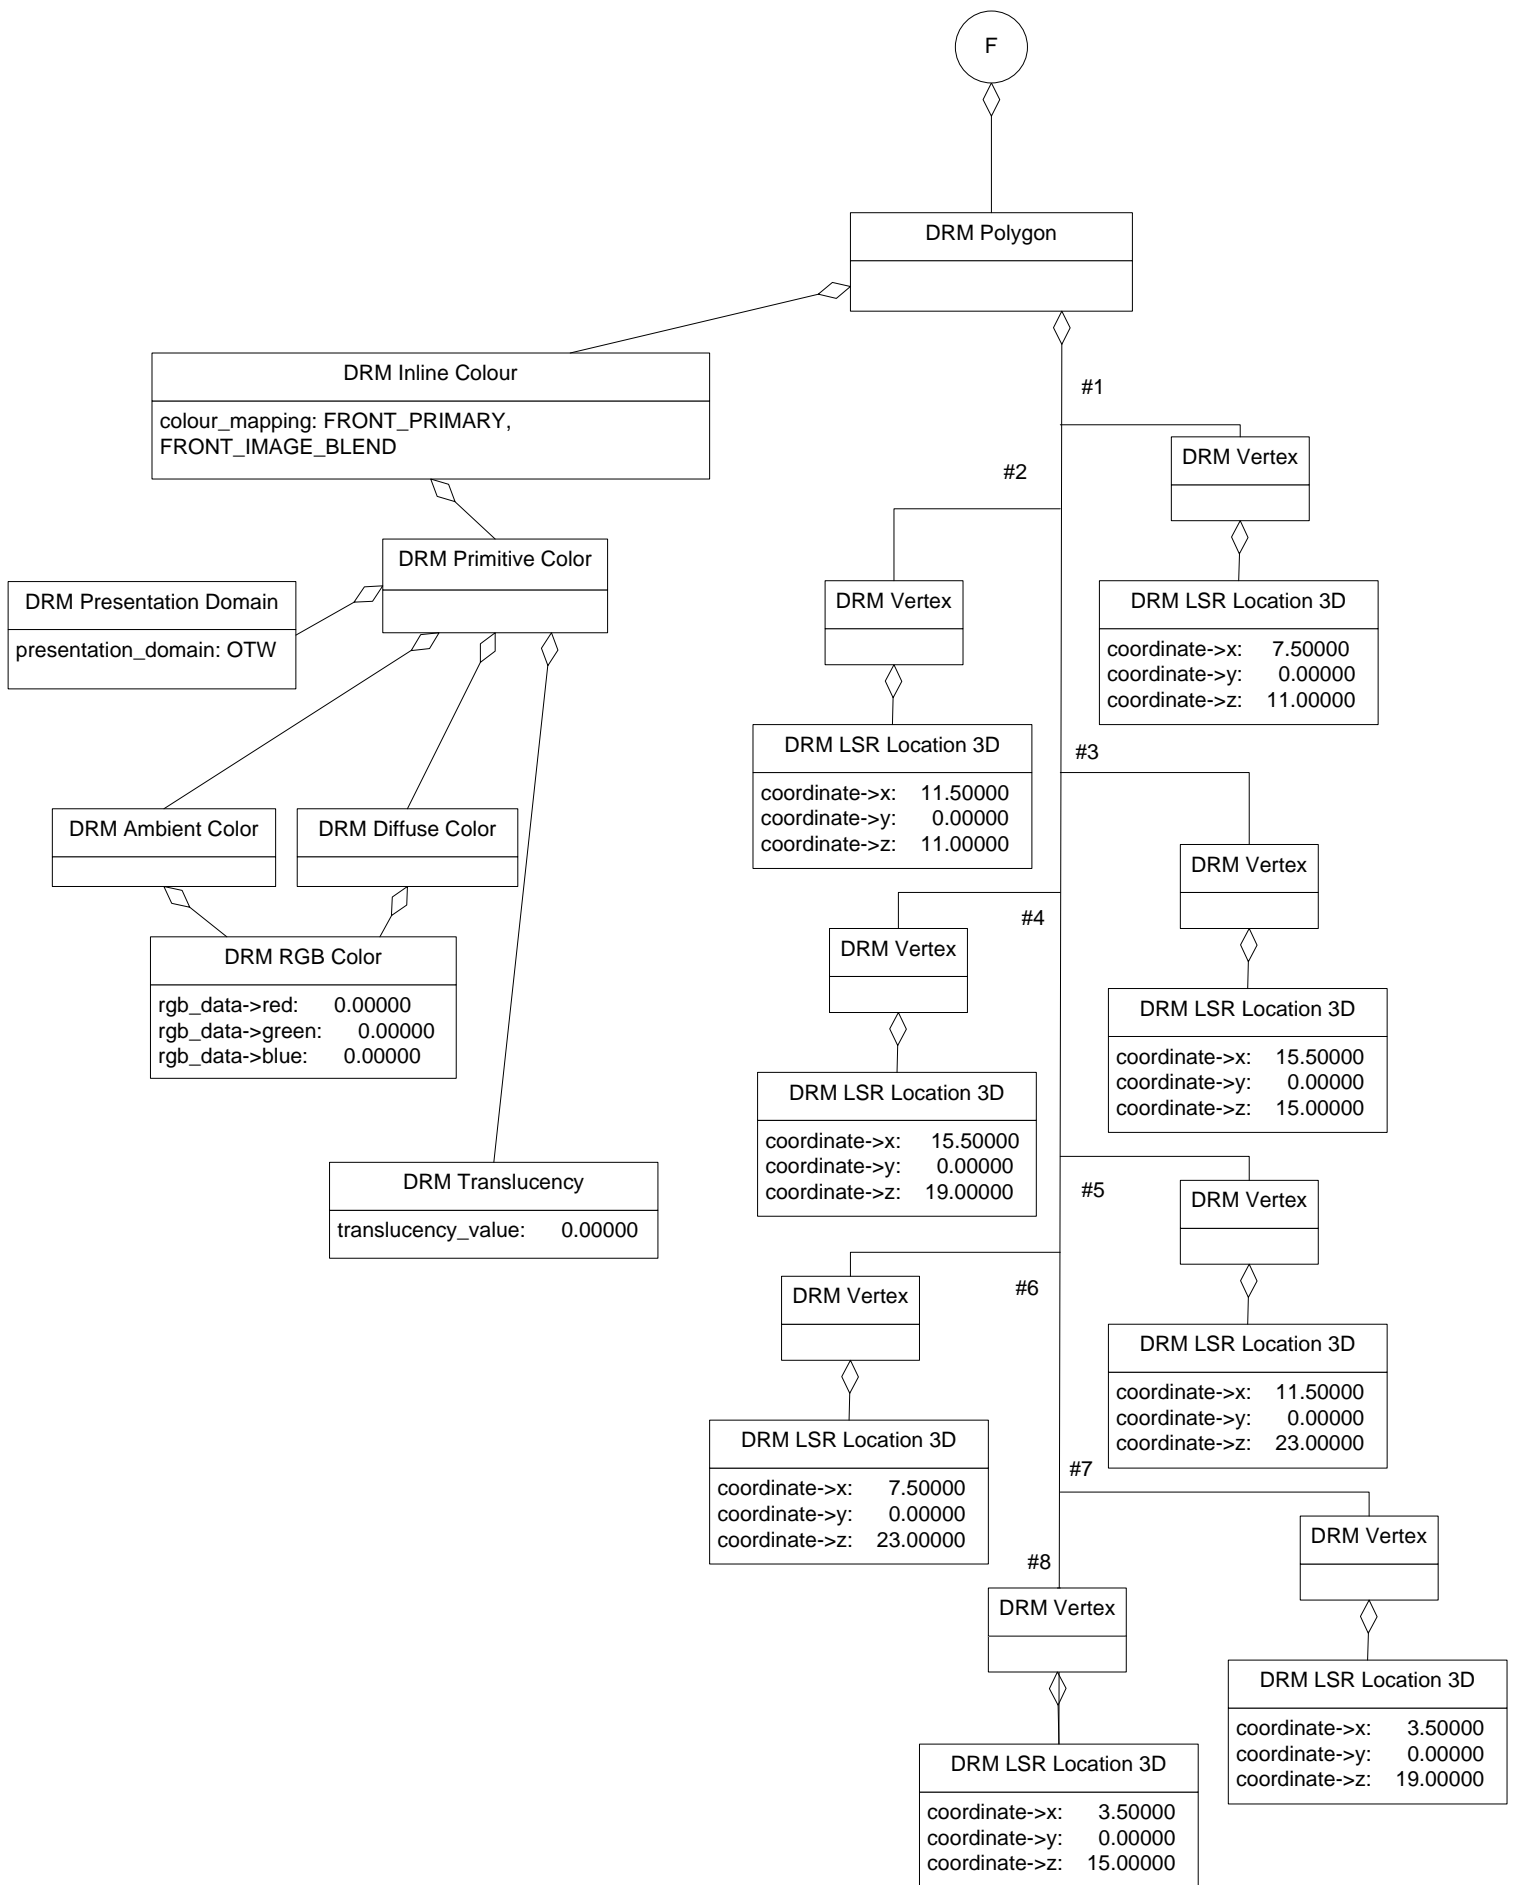 F
DRM Polygon
DRM Inline Colour
colour_mapping: FRONT_PRIMARY,
FRONT_IMAGE_BLEND
DRM Primitive Color
DRM Presentation Domain
presentation_domain: OTW
DRM Ambient Color
DRM Diffuse Color
DRM RGB Color
rgb_data->red: 0.00000
rgb_data->green: 0.00000
rgb_data->blue: 0.00000
DRM Translucency
translucency_value: 0.00000
#1
DRM Vertex
DRM LSR Location 3D
coordinate->x: 7.50000
coordinate->y: 0.00000
coordinate->z: 11.00000
#2
DRM Vertex
DRM LSR Location 3D
coordinate->x: 11.50000
coordinate->y: 0.00000
coordinate->z: 11.00000
#3
DRM Vertex
DRM LSR Location 3D
coordinate->x: 15.50000
coordinate->y: 0.00000
coordinate->z: 15.00000
#4
DRM Vertex
DRM LSR Location 3D
coordinate->x: 15.50000
coordinate->y: 0.00000
coordinate->z: 19.00000
#5
DRM Vertex
DRM LSR Location 3D
coordinate->x: 11.50000
coordinate->y: 0.00000
coordinate->z: 23.00000
#6
DRM Vertex
DRM LSR Location 3D
coordinate->x: 7.50000
coordinate->y: 0.00000
coordinate->z: 23.00000
#7
DRM Vertex
DRM LSR Location 3D
coordinate->x: 3.50000
coordinate->y: 0.00000
coordinate->z: 19.00000
#8
DRM Vertex
DRM LSR Location 3D
coordinate->x: 3.50000
coordinate->y: 0.00000
coordinate->z: 15.00000